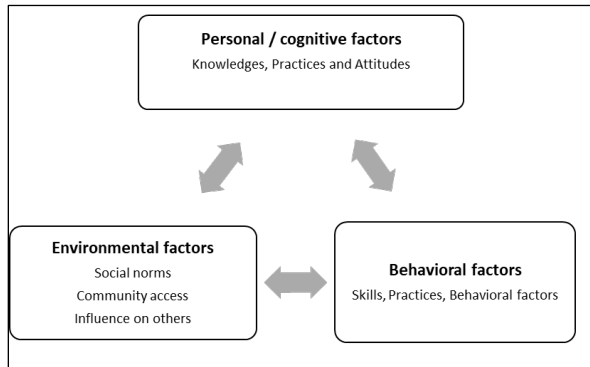 Personal / cognitive factors
Knowledges, Practices and Attitudes
Environmental factors
Social norms
Community access
Influence on others
Behavioral factors
Skills, Practices, Behavioral factors